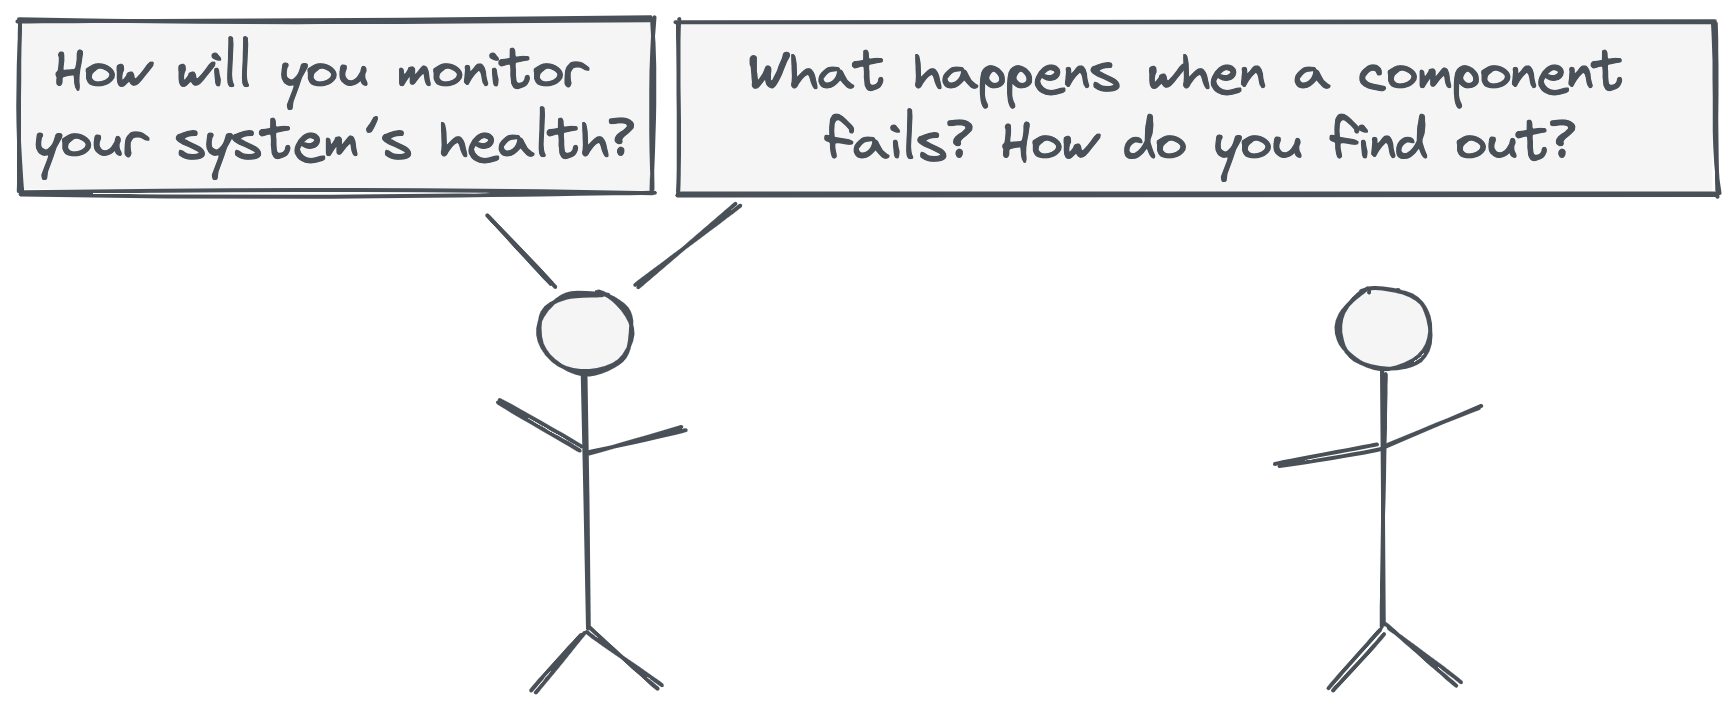 How will you monitor
your system's health?
What happens when a component
fails? How do you find out?